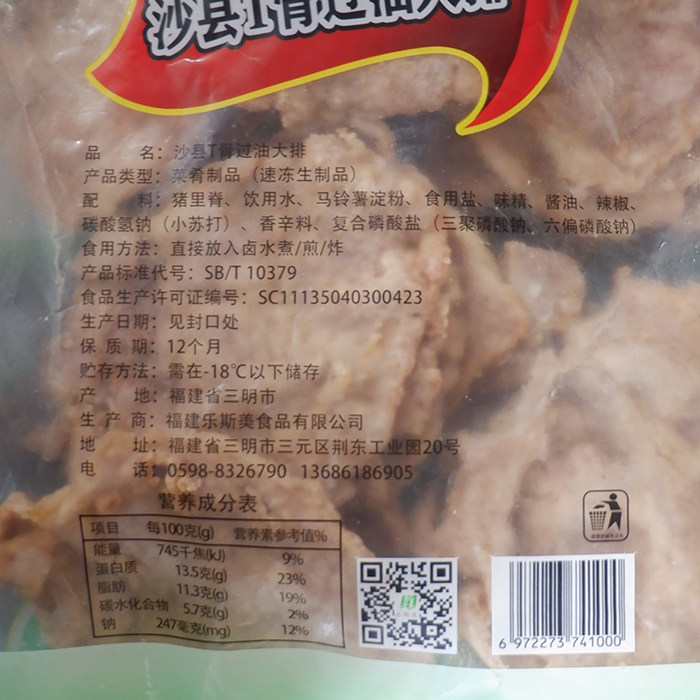 沙县T骨过油大排
品 名：沙县T骨过油大排
产品类型：菜肴制品（速冻生制品）
配 料：猪里脊、饮用水、马铃薯淀粉、食用盐、味精、酱油、辣椒、
碳酸氢钠（小苏打）、香辛料、复合磷酸盐（三聚磷酸钠、六偏磷酸钠）
食用方法：直接放入卤水煮/煎/炸
产品标准代号：SB/T 10379
食品生产许可证编号：SC11135040300423
生产日期：见封口处
保 质 期：12个月
贮存方法：需在-18℃以下储存
产 地：福建省三明市
生 产 商：福建乐斯美食品有限公司
地 址：福建省三明市三元区荆东工业园20号
电 话：0598-8326790 13686186905
营养成分表
项目 每100克(g) 营养素参考值%
能量 745千焦(kJ) 9%
蛋白质 13.5克(g) 23%
脂肪 11.3克(g) 19%
碳水化合物 5.7克(g) 2%
钠 247毫克(mg) 12%
6 972273 741000